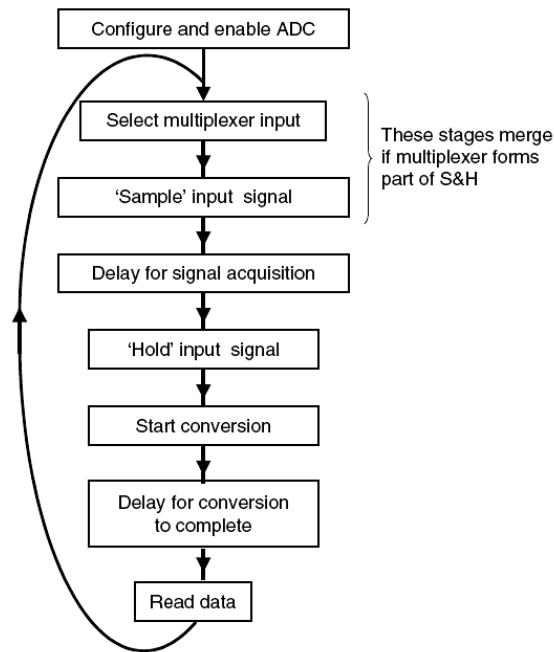 Configure and enable ADC
Select multiplexer input
These stages merge
if multiplexer forms
part of S&H
‘Sample’ input signal
Delay for signal acquisition
‘Hold’ input signal
Start conversion
Delay for conversion
to complete
Read data